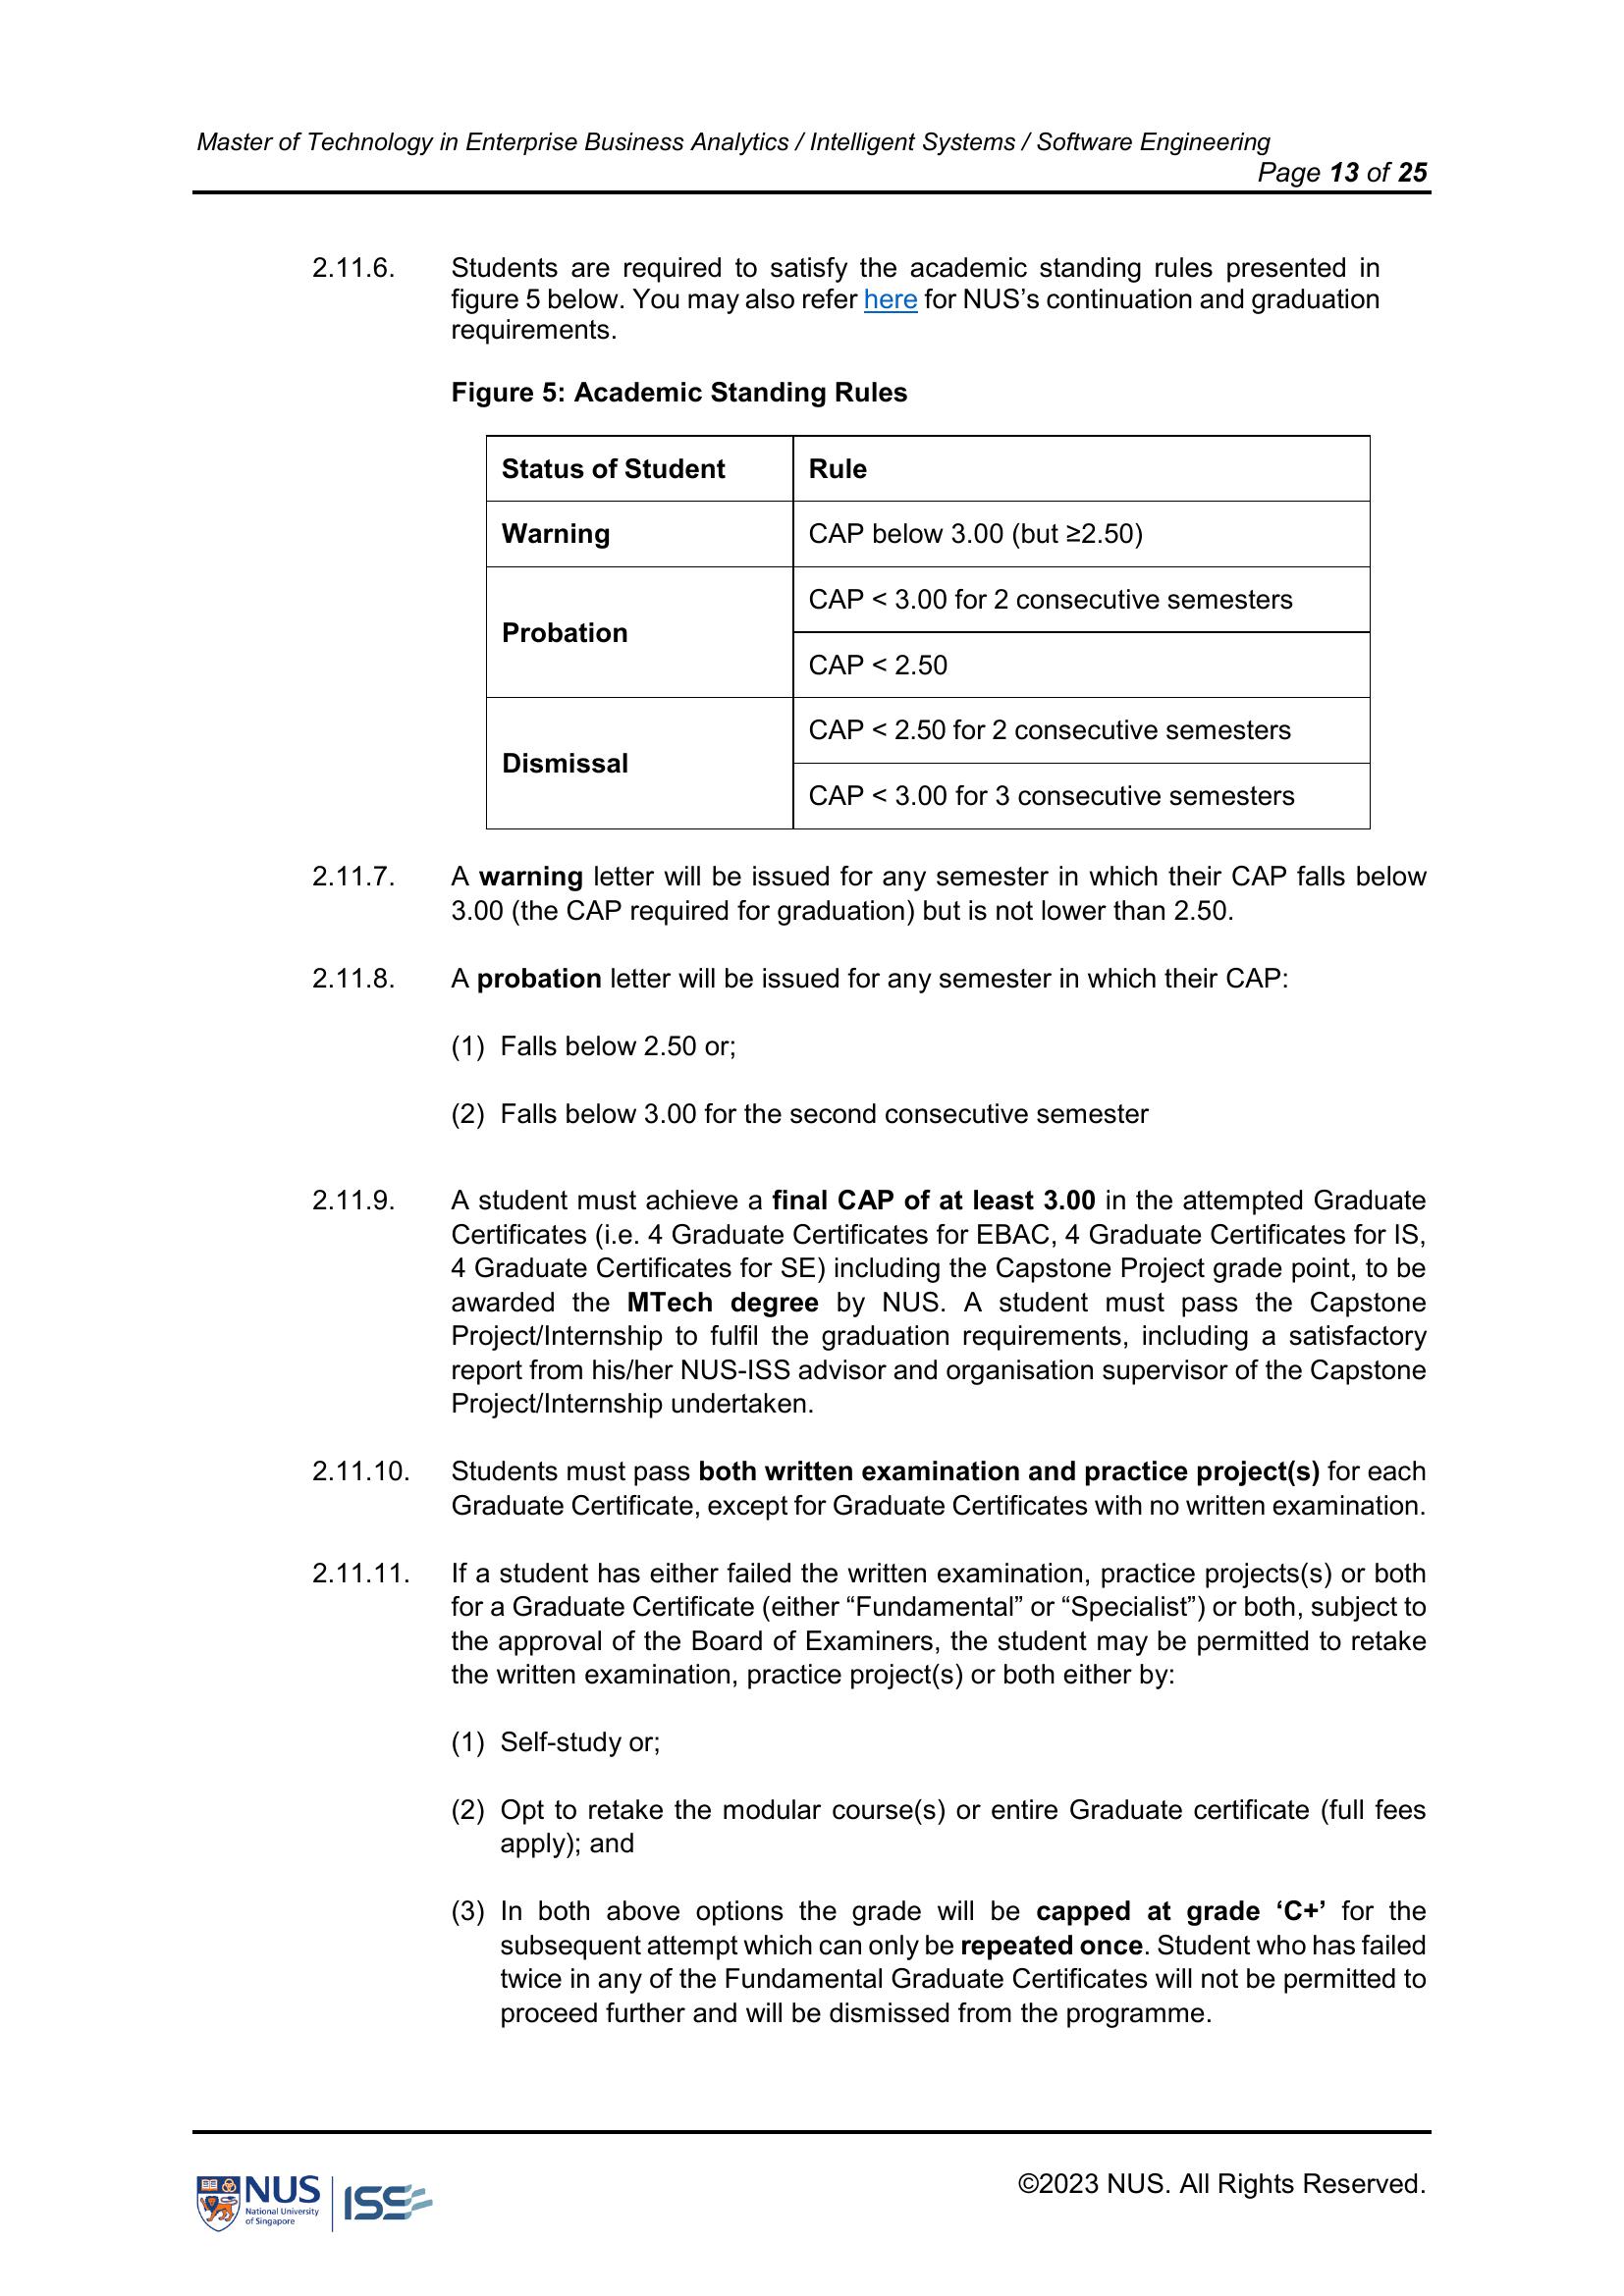 Master of Technology in Enterprise Business Analytics / Intelligent Systems / Software Engineering
Page 13 of 25
2.11.6. Students are required to satisfy the academic standing rules presented in
figure 5 below. You may also refer here for NUS’s continuation and graduation
requirements.
Figure 5: Academic Standing Rules
Status of Student Rule
Warning CAP below 3.00 (but ≥2.50)
Probation CAP < 3.00 for 2 consecutive semesters
CAP < 2.50
Dismissal CAP < 2.50 for 2 consecutive semesters
CAP < 3.00 for 3 consecutive semesters
2.11.7. A warning letter will be issued for any semester in which their CAP falls below
3.00 (the CAP required for graduation) but is not lower than 2.50.
2.11.8. A probation letter will be issued for any semester in which their CAP:
(1) Falls below 2.50 or;
(2) Falls below 3.00 for the second consecutive semester
2.11.9. A student must achieve a final CAP of at least 3.00 in the attempted Graduate
Certificates (i.e. 4 Graduate Certificates for EBAC, 4 Graduate Certificates for IS,
4 Graduate Certificates for SE) including the Capstone Project grade point, to be
awarded the MTech degree by NUS. A student must pass the Capstone
Project/Internship to fulfil the graduation requirements, including a satisfactory
report from his/her NUS-ISS advisor and organisation supervisor of the Capstone
Project/Internship undertaken.
2.11.10. Students must pass both written examination and practice project(s) for each
Graduate Certificate, except for Graduate Certificates with no written examination.
2.11.11. If a student has either failed the written examination, practice projects(s) or both
for a Graduate Certificate (either “Fundamental” or “Specialist”) or both, subject to
the approval of the Board of Examiners, the student may be permitted to retake
the written examination, practice project(s) or both either by:
(1) Self-study or;
(2) Opt to retake the modular course(s) or entire Graduate certificate (full fees
apply); and
(3) In both above options the grade will be capped at grade ‘C+’ for the
subsequent attempt which can only be repeated once. Student who has failed
twice in any of the Fundamental Graduate Certificates will not be permitted to
proceed further and will be dismissed from the programme.
©2023 NUS. All Rights Reserved.
NUS
National University
of Singapore
ISS